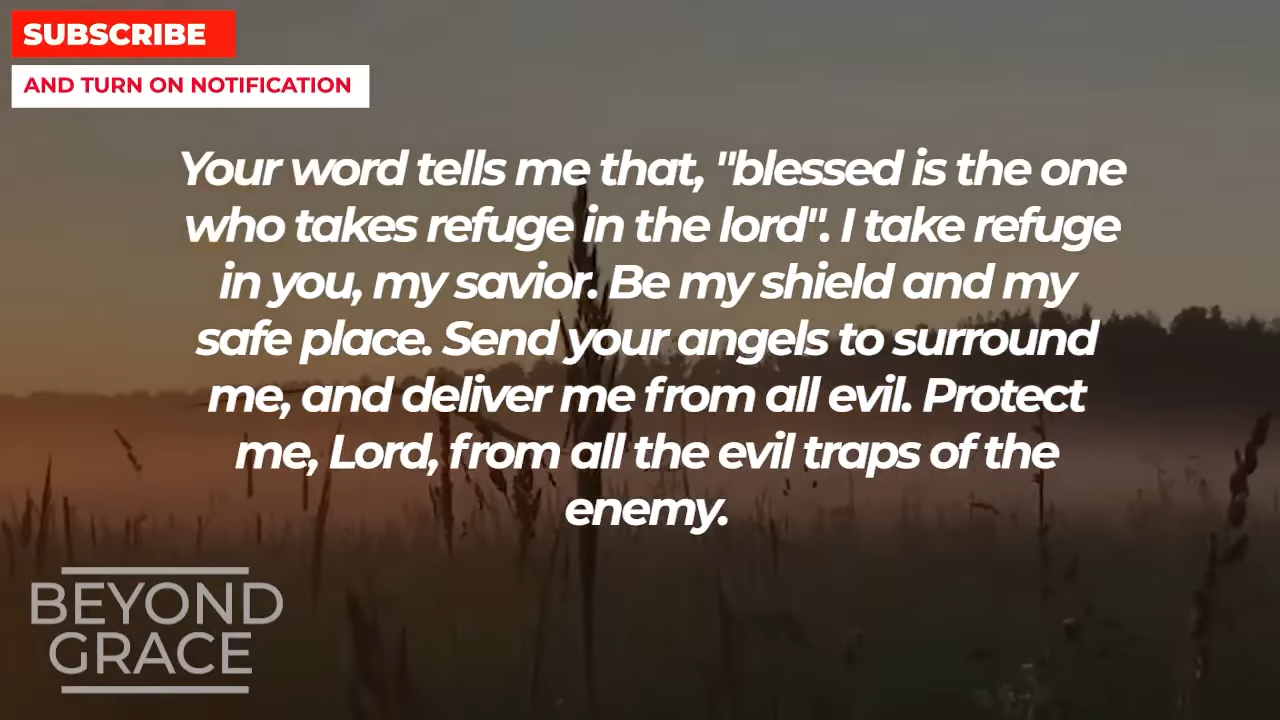 SUBSCRIBE
AND TURN ON NOTIFICATION
Your word tells me that, "blessed is the one
who takes refuge in the lord". I take refuge
in you, my savior. Be my shield and my
safe place. Send your angels to surround
me, and deliver me from all evil. Protect
me, Lord, from all the evil traps of the
enemy.
BEYOND
GRACE